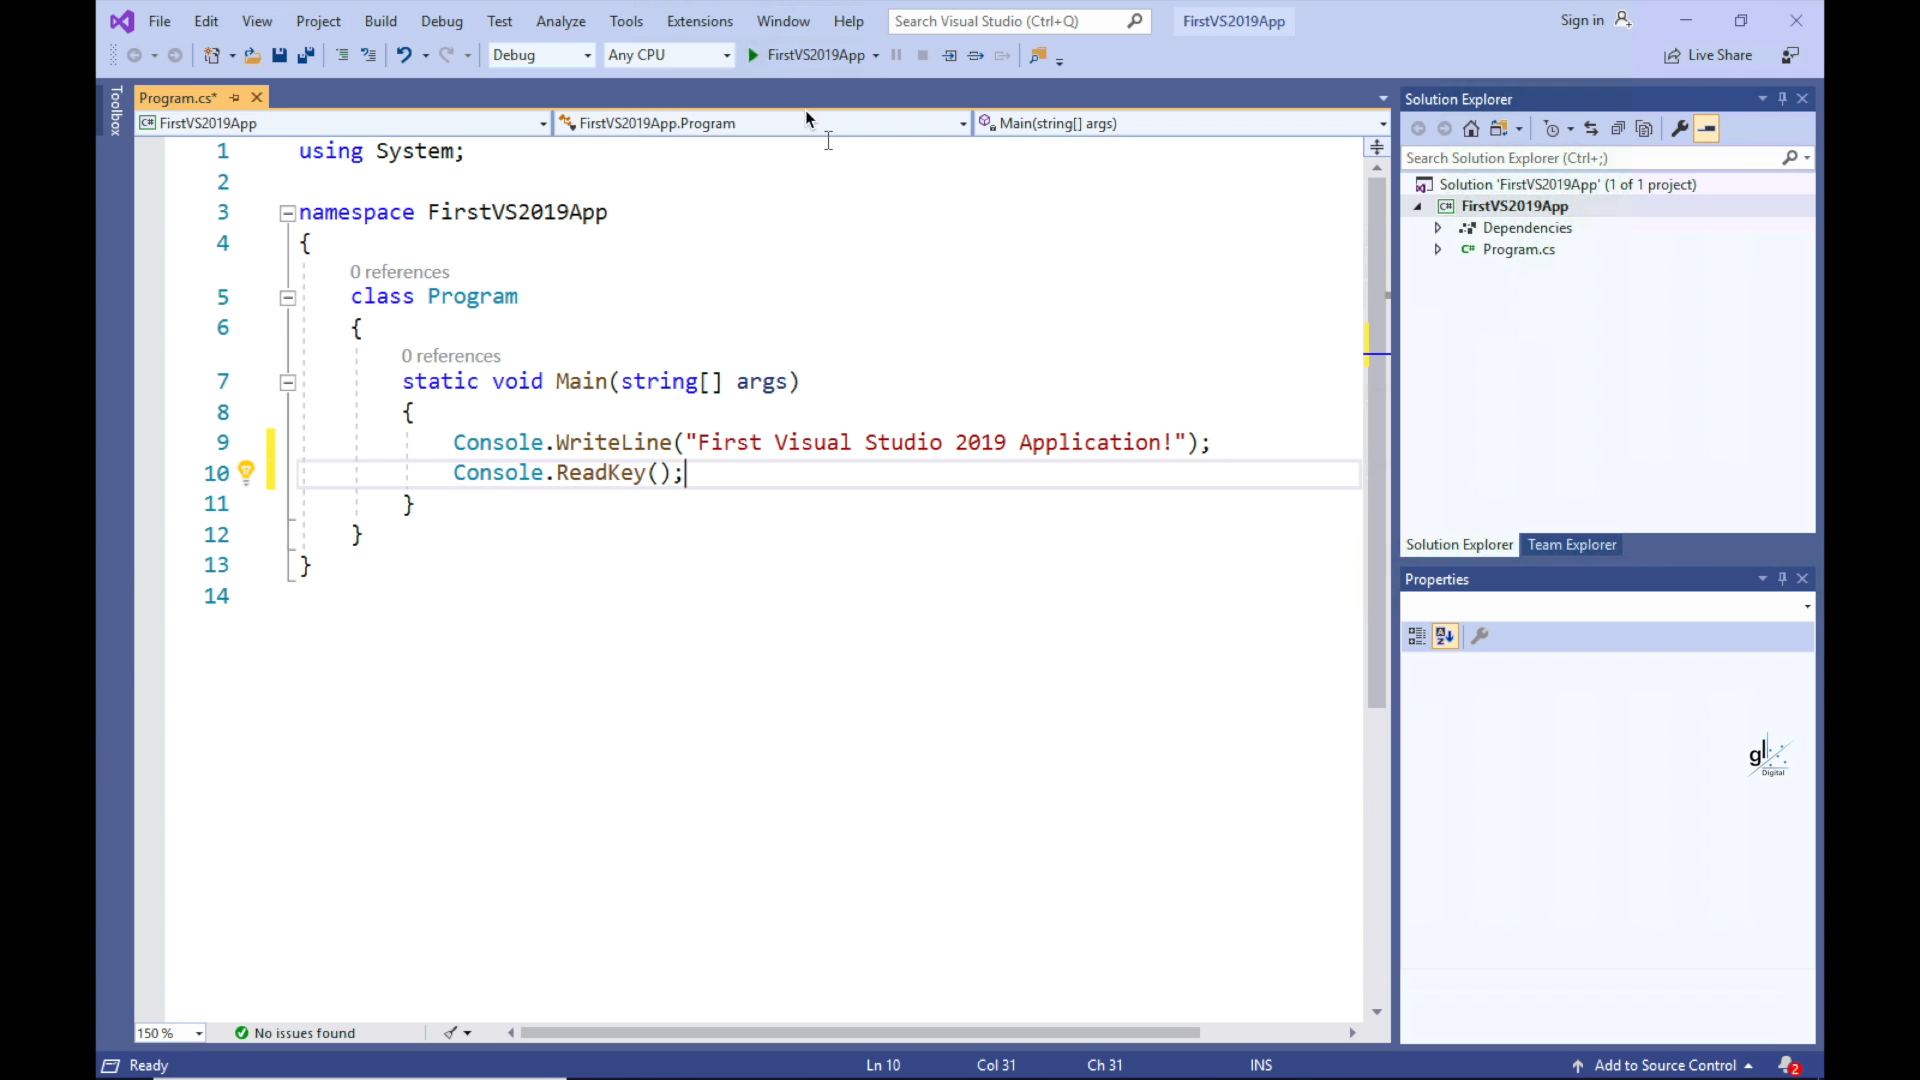 File Edit View Project Build Debug Test Analyze Tools Extensions Window Help Search Visual Studio (Ctrl+Q) FirstVS2019App Sign in
Debug Any CPU FirstVS2019App Live Share
Toolbox
Program.cs*
FirstVS2019App FirstVS2019App.Program Main(string[] args)
1 using System;
2
3 namespace FirstVS2019App
4 {
0 references
5 class Program
6 {
0 references
7 static void Main(string[] args)
8 {
9 Console.WriteLine("First Visual Studio 2019 Application!");
10 Console.ReadKey();
11 }
12 }
13 }
14
150 % No issues found
Solution Explorer
Search Solution Explorer (Ctrl+;)
Solution 'FirstVS2019App' (1 of 1 project)
C# FirstVS2019App
Dependencies
C# Program.cs
Solution Explorer Team Explorer
Properties
gl
Digital
Ready Ln 10 Col 31 Ch 31 INS Add to Source Control 2